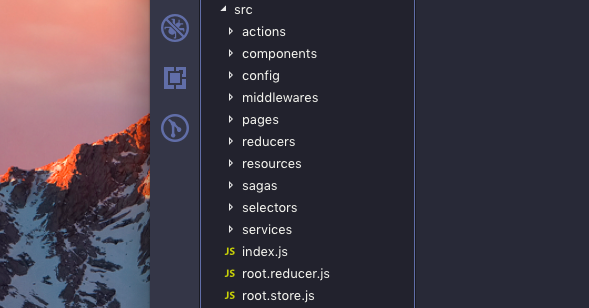 src
actions
components
config
middlewares
pages
reducers
resources
sagas
selectors
services
JS index.js
JS root.reducer.js
JS root.store.js